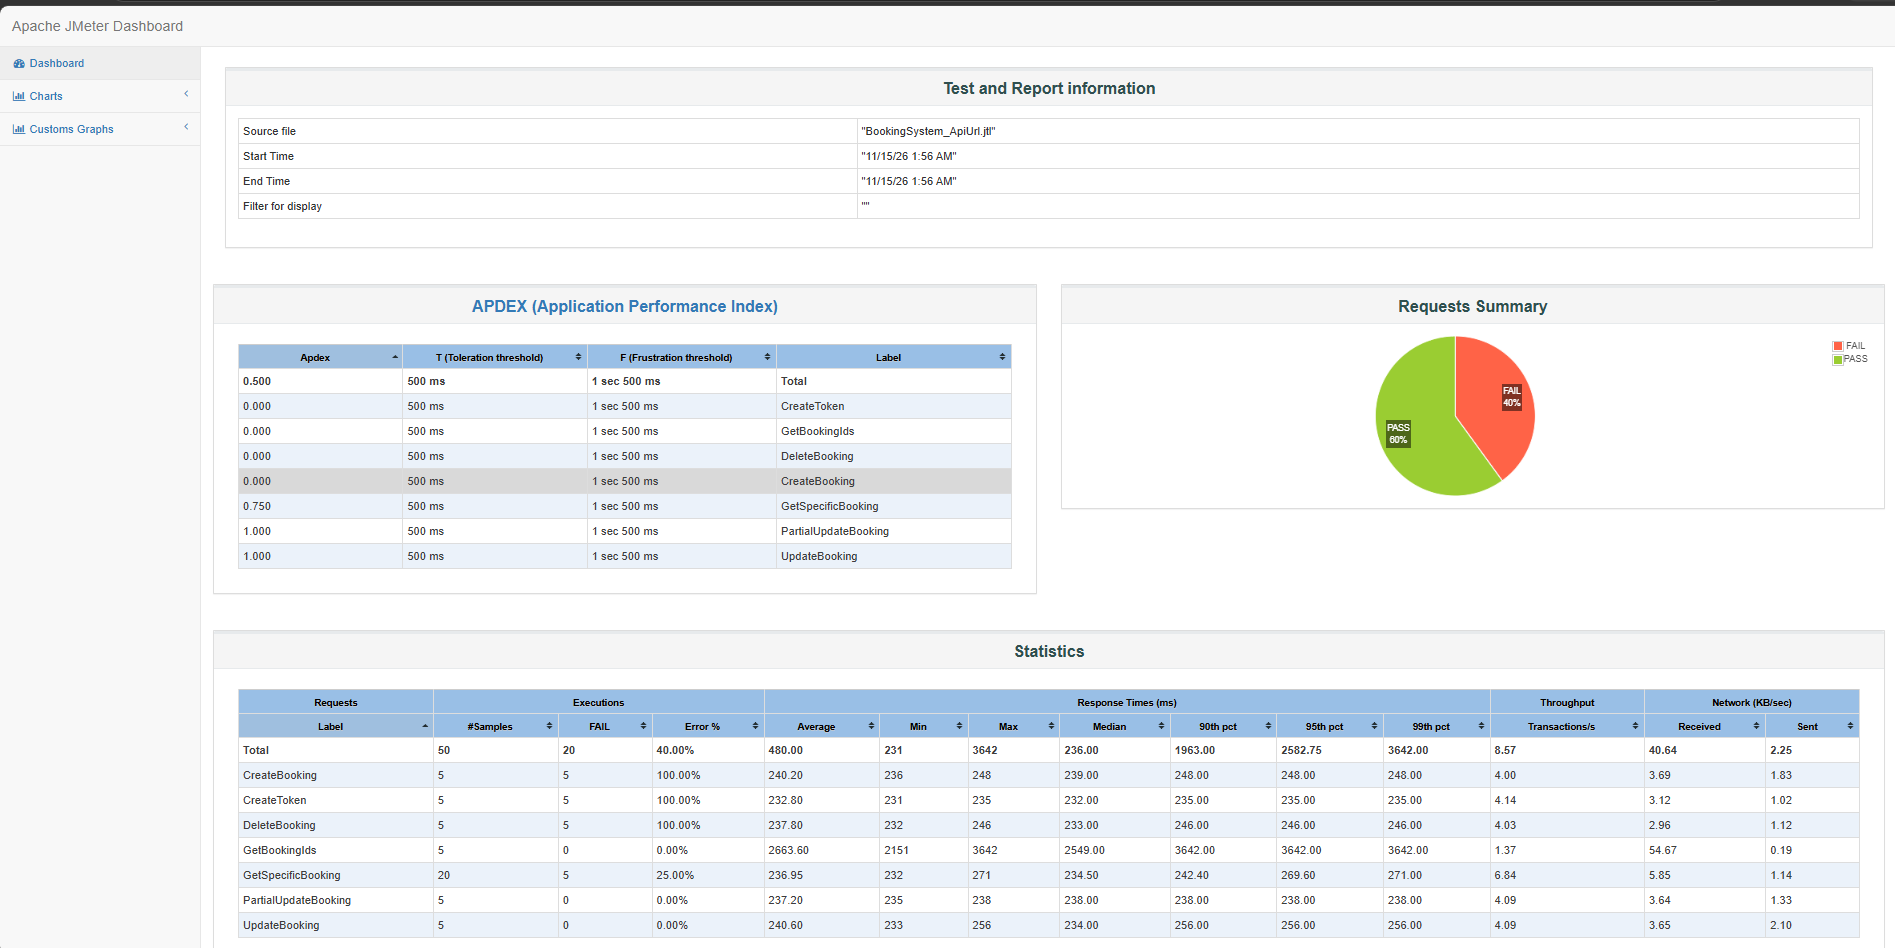 Apache JMeter Dashboard
Dashboard
Charts
Customs Graphs
Test and Report information
Source file "BookingSystem_ApiUrl.jtl"
Start Time "11/15/26 1:56 AM"
End Time "11/15/26 1:56 AM"
Filter for display ""
APDEX (Application Performance Index)
Apdex T (Toleration threshold) F (Frustration threshold) Label
0.500 500 ms 1 sec 500 ms Total
0.000 500 ms 1 sec 500 ms CreateToken
0.000 500 ms 1 sec 500 ms GetBookingIds
0.000 500 ms 1 sec 500 ms DeleteBooking
0.000 500 ms 1 sec 500 ms CreateBooking
0.750 500 ms 1 sec 500 ms GetSpecificBooking
1.000 500 ms 1 sec 500 ms PartialUpdateBooking
1.000 500 ms 1 sec 500 ms UpdateBooking
Requests Summary
FAIL
PASS
FAIL
40%
PASS
60%
Statistics
Requests Executions Response Times (ms) Throughput Network (KB/sec)
Label #Samples FAIL Error % Average Min Max Median 90th pct 95th pct 99th pct Transactions/s Received Sent
Total 50 20 40.00% 480.00 231 3642 236.00 1963.00 2582.75 3642.00 8.57 40.64 2.25
CreateBooking 5 5 100.00% 240.20 236 248 239.00 248.00 248.00 248.00 4.00 3.69 1.83
CreateToken 5 5 100.00% 232.80 231 235 232.00 235.00 235.00 235.00 4.14 3.12 1.02
DeleteBooking 5 5 100.00% 237.80 232 246 233.00 246.00 246.00 246.00 4.03 2.96 1.12
GetBookingIds 5 0 0.00% 2663.60 2151 3642 2549.00 3642.00 3642.00 3642.00 1.37 54.67 0.19
GetSpecificBooking 20 5 25.00% 236.95 232 271 234.50 242.40 269.60 271.00 6.84 5.85 1.14
PartialUpdateBooking 5 0 0.00% 237.20 235 238 238.00 238.00 238.00 238.00 4.09 3.64 1.33
UpdateBooking 5 0 0.00% 240.60 233 256 234.00 256.00 256.00 256.00 4.09 3.65 2.10